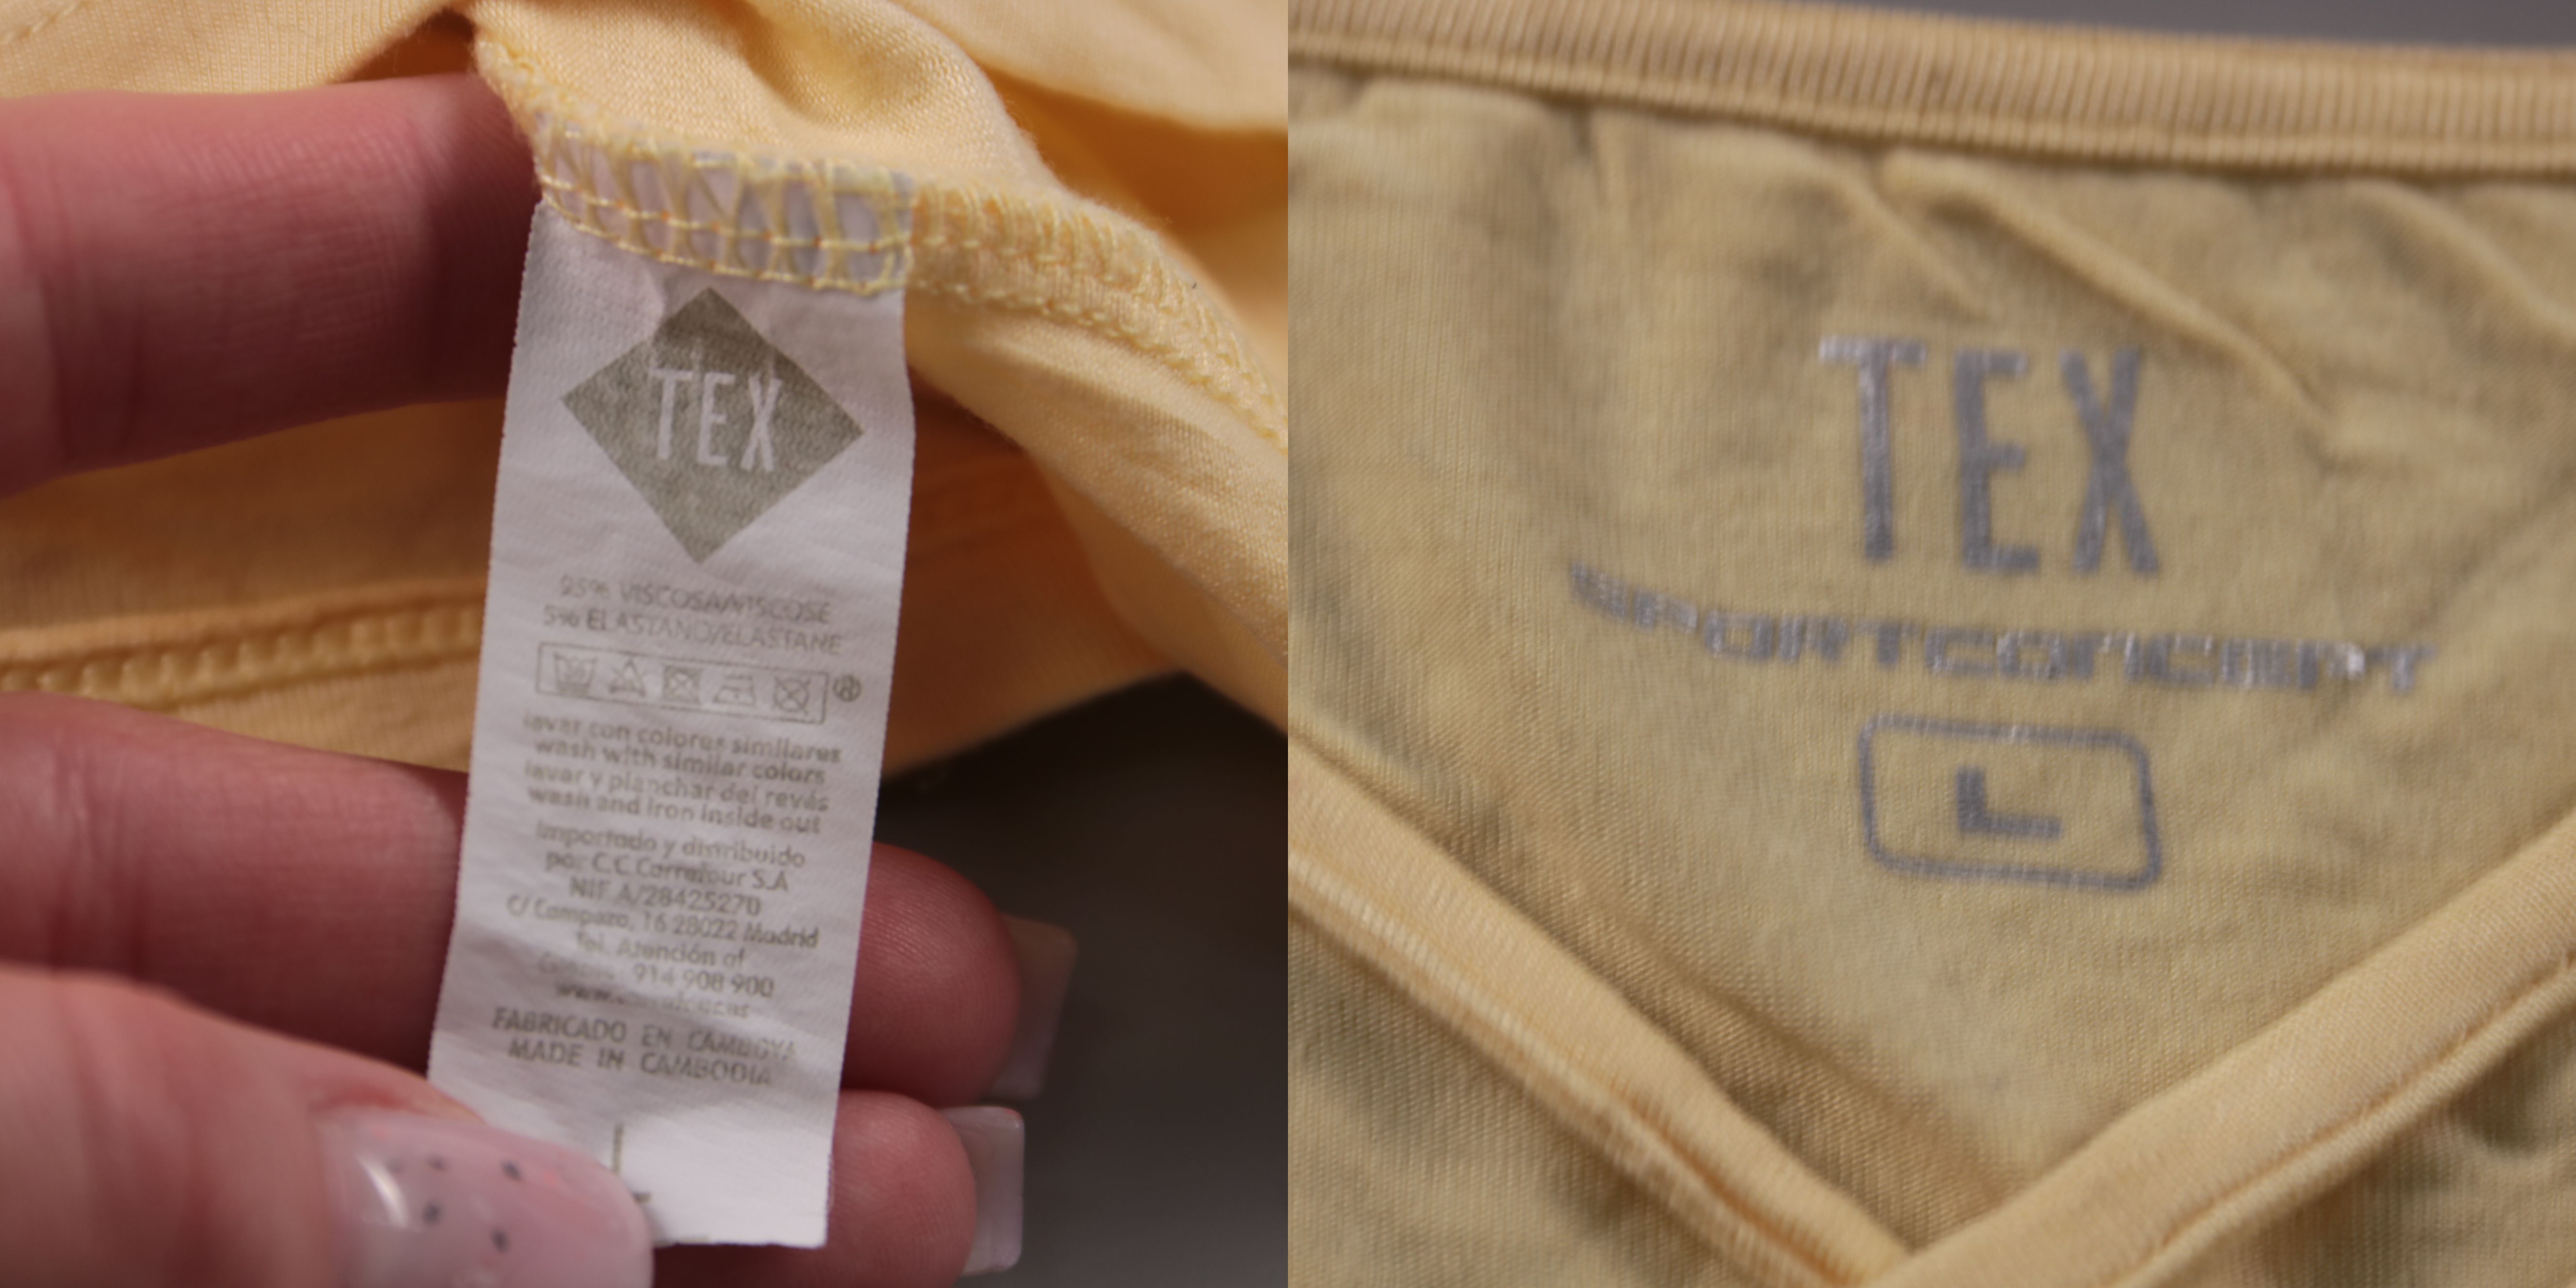 TEX
95% VISCOSA/VISCOSE
5% ELASTANO/ELASTANE
®
lavar con colores similares
wash with similar colors
lavar y planchar del revés
wash and iron inside out
Importado y distribuido
por C.C.Carrefour S.A
NIF A/28425270
C/ Campezo, 16 28022 Madrid
Tel. Atención al
914 908 900
FABRICADO EN CAMBOYA
MADE IN CAMBODIA
L
TEX
SPORTCONCEPT
L